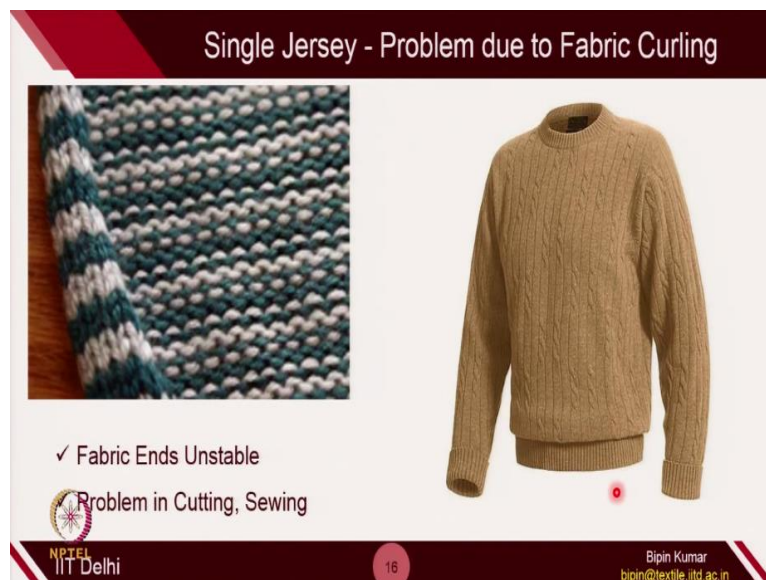 Single Jersey - Problem due to Fabric Curling
✓ Fabric Ends Unstable
✓ Problem in Cutting, Sewing
NPTEL
IIT Delhi
16
Bipin Kumar
bipin@textile.iitd.ac.in